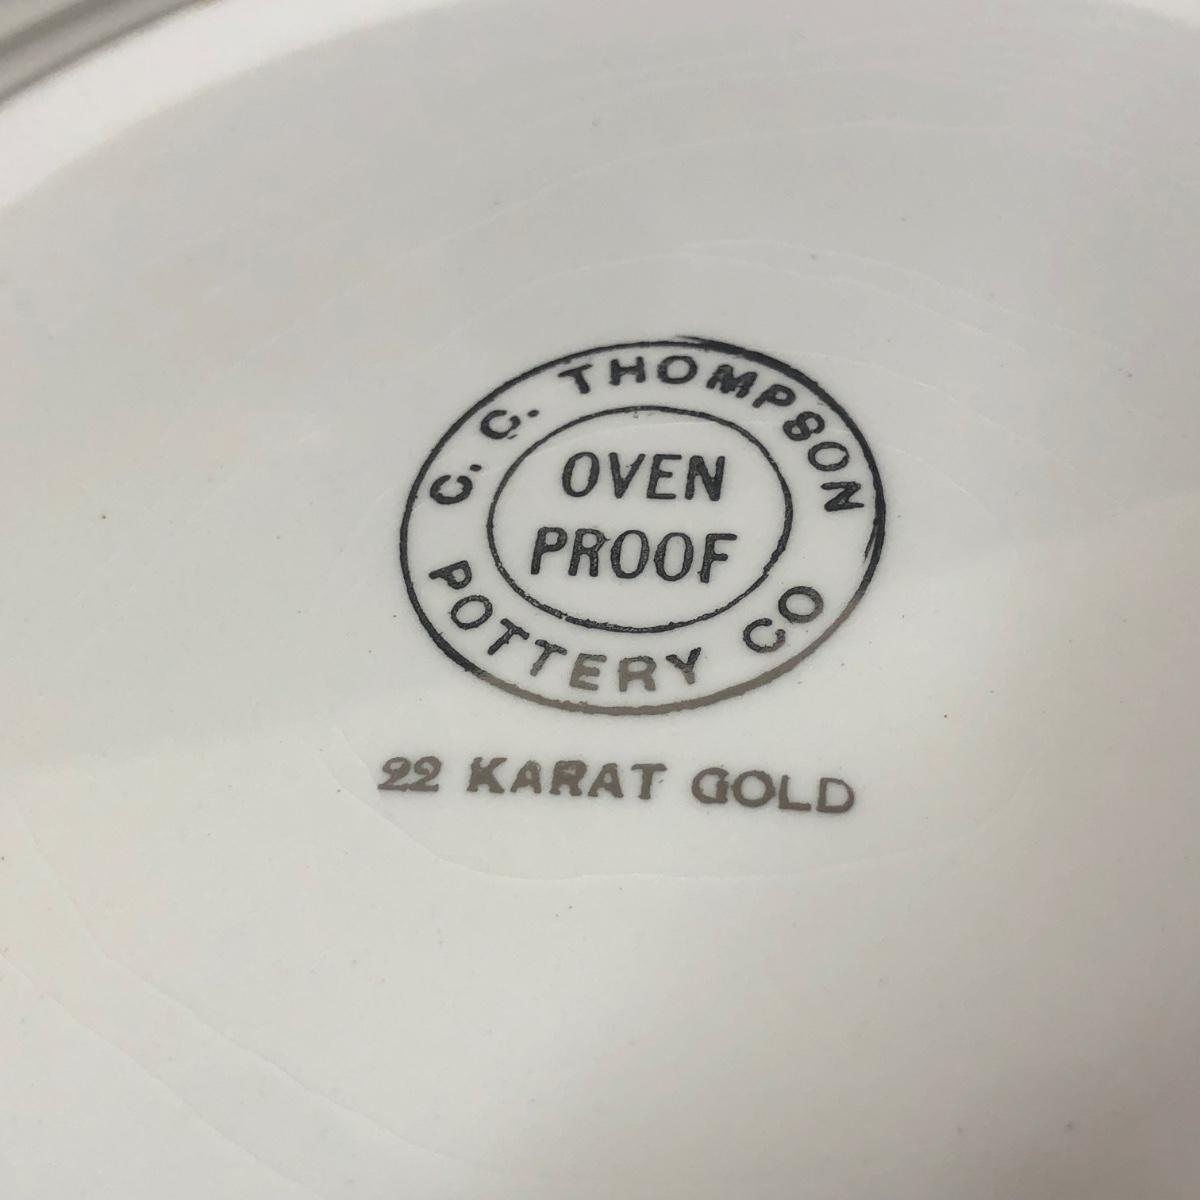 C. C. THOMPSON
OVEN
PROOF
POTTERY CO
22 KARAT GOLD